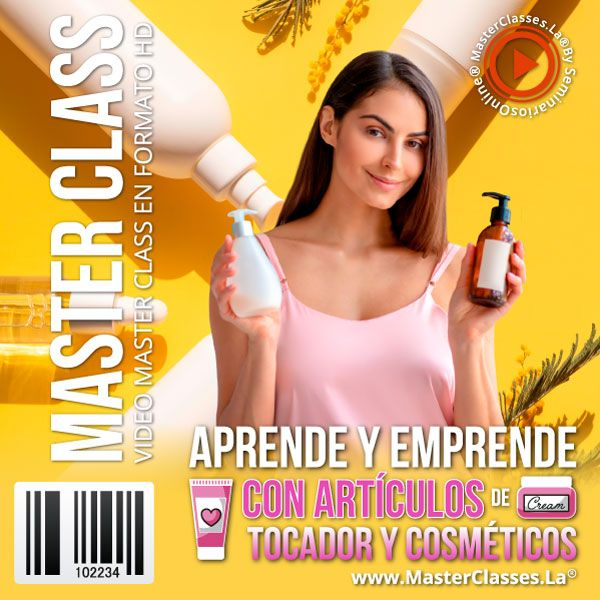 MASTER CLASS
VIDEO MASTER CLASS EN FORMATO HD
MasterClasses.La® By SeminariosOnline®
APRENDE Y EMPRENDE
CON ARTÍCULOS DE
Cream
TOCADOR Y COSMÉTICOS
www.MasterClasses.La®
102234